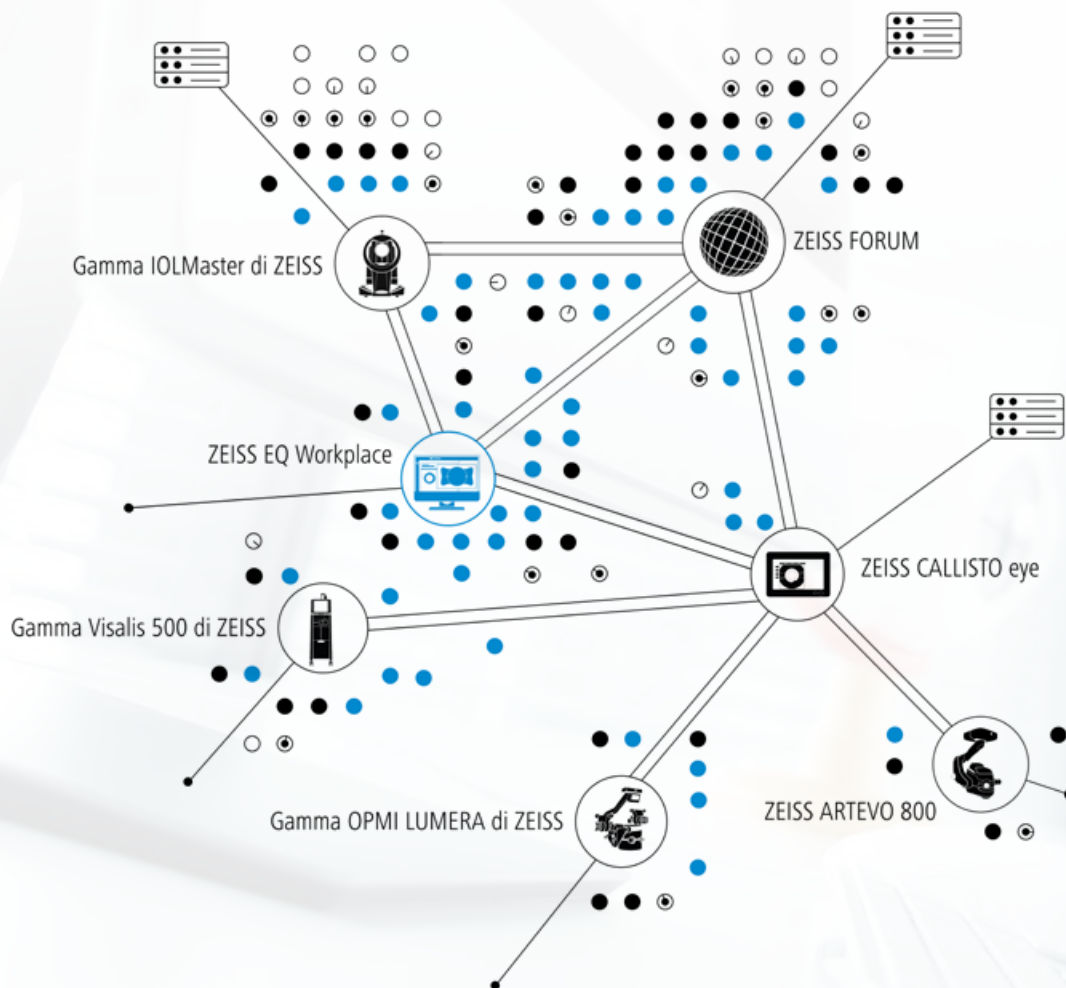 ZEISS FORUM
Gamma IOLMaster di ZEISS
ZEISS EQ Workplace
ZEISS CALLISTO eye
Gamma Visalis 500 di ZEISS
Gamma OPMI LUMERA di ZEISS
ZEISS ARTEVO 800